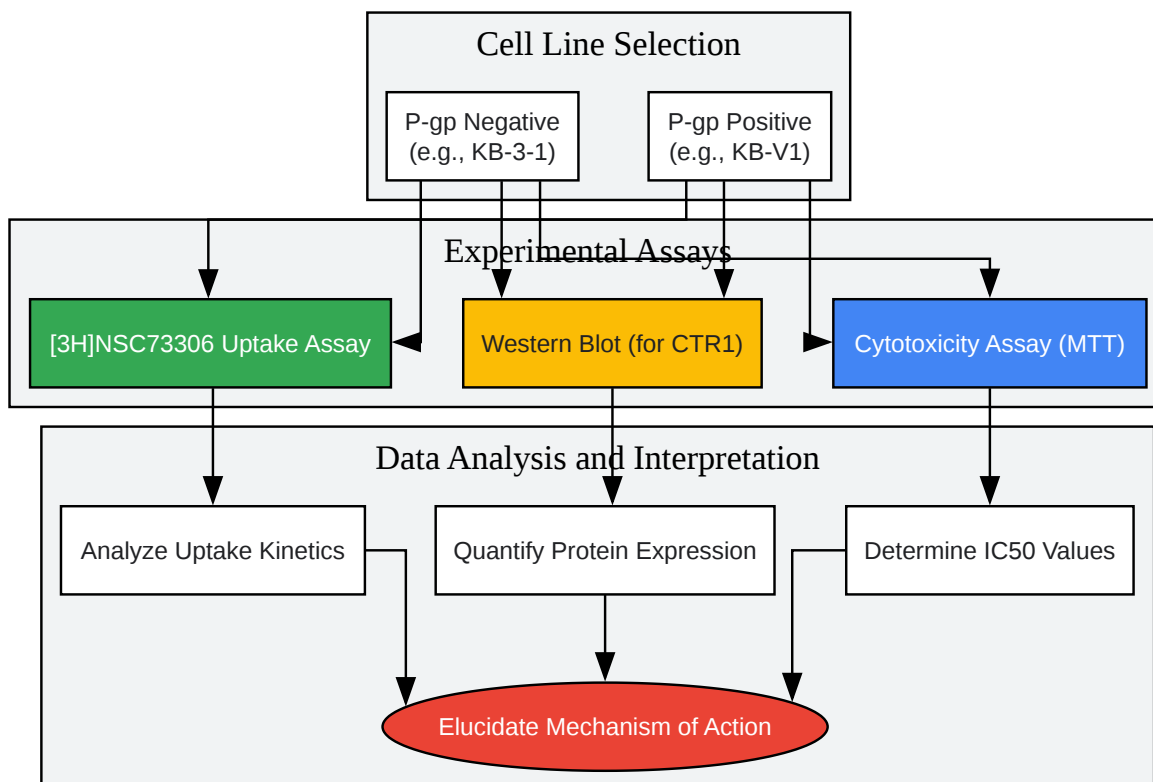 Cell Line Selection
P-gp Negative
(e.g., KB-3-1)
P-gp Positive
(e.g., KB-V1)
Experimental Assays
[3H]NSC73306 Uptake Assay
Western Blot (for CTR1)
Cytotoxicity Assay (MTT)
Data Analysis and Interpretation
Analyze Uptake Kinetics
Quantify Protein Expression
Determine IC50 Values
Elucidate Mechanism of Action